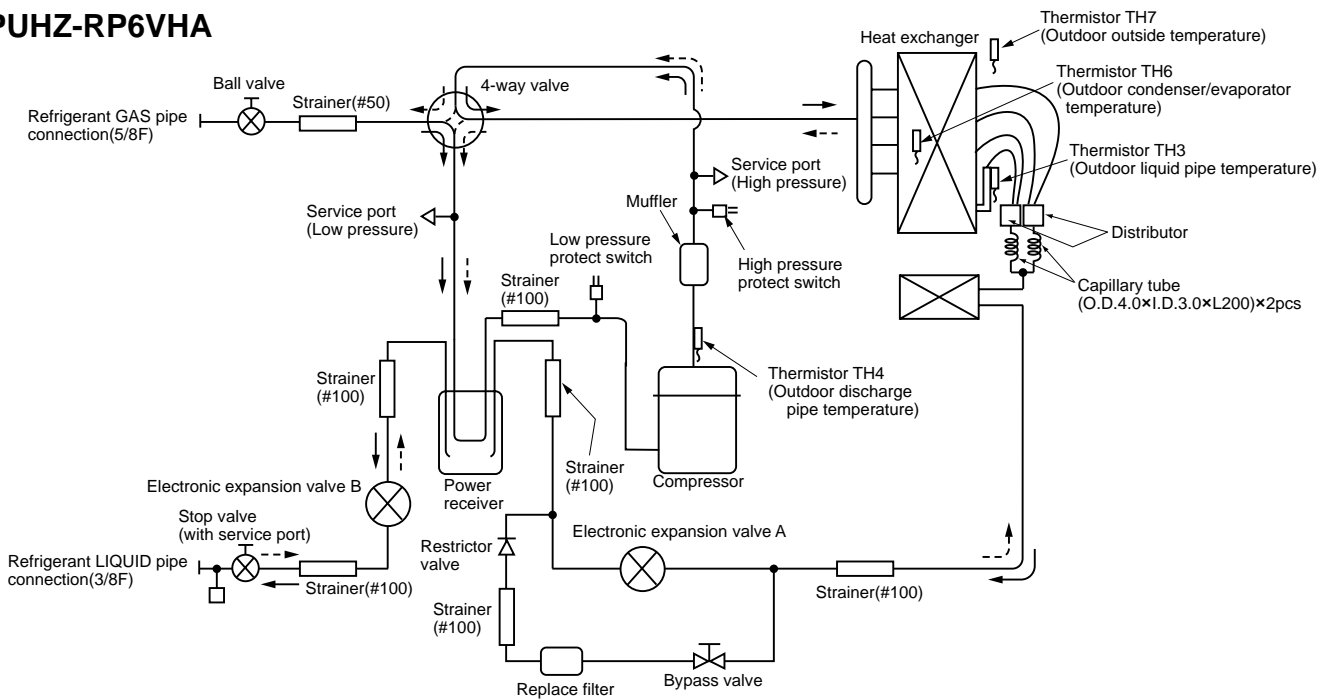 PUHZ-RP6VHA
Thermistor TH7
(Outdoor outside temperature)
Heat exchanger
Ball valve
4-way valve
Thermistor TH6
(Outdoor condenser/evaporator
temperature)
Strainer(#50)
Refrigerant GAS pipe
connection(5/8F)
Thermistor TH3
(Outdoor liquid pipe temperature)
Service port
(High pressure)
Service port
(Low pressure)
Muffler
Distributor
Low pressure
protect switch
High pressure
protect switch
Strainer
(#100)
Capillary tube
(O.D.4.0×I.D.3.0×L200)×2pcs
Strainer
(#100)
Thermistor TH4
(Outdoor discharge
pipe temperature)
Strainer
(#100)
Power
receiver
Compressor
Electronic expansion valve B
Stop valve
(with service port)
Electronic expansion valve A
Restrictor
valve
Refrigerant LIQUID pipe
connection(3/8F)
Strainer(#100)
Strainer(#100)
Strainer
(#100)
Replace filter
Bypass valve